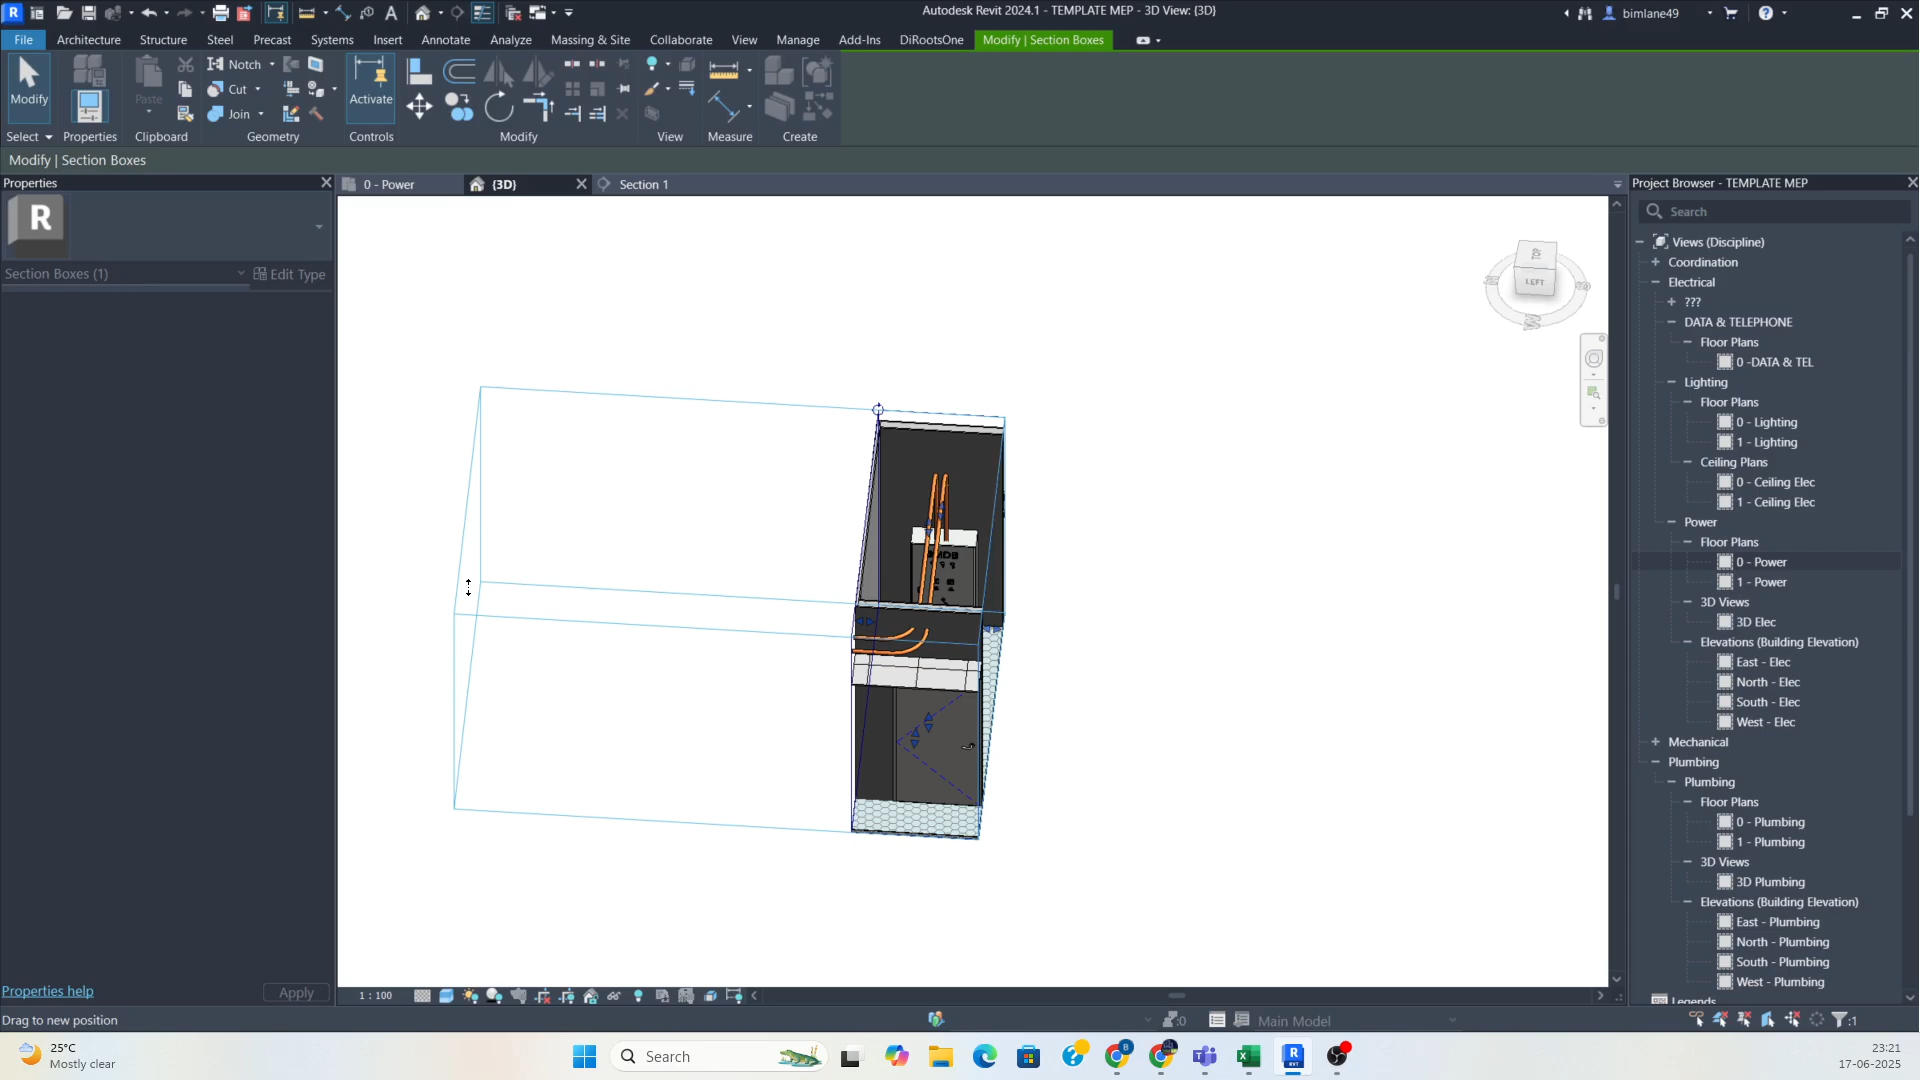 Autodesk Revit 2024.1 - TEMPLATE MEP - 3D View: {3D}
bimlane49
File
Architecture
Structure
Steel
Precast
Systems
Insert
Annotate
Analyze
Massing & Site
Collaborate
View
Manage
Add-Ins
DiRootsOne
Modify | Section Boxes
Modify
Paste
Notch
Cut
Join
Activate
Select
Properties
Clipboard
Geometry
Controls
Modify
View
Measure
Create
Modify | Section Boxes
Properties
0 - Power
{3D}
Section 1
Project Browser - TEMPLATE MEP
R
Section Boxes (1)
Edit Type
Search
Views (Discipline)
Coordination
Electrical
???
DATA & TELEPHONE
Floor Plans
0 -DATA & TEL
Lighting
Floor Plans
0 - Lighting
1 - Lighting
Ceiling Plans
0 - Ceiling Elec
1 - Ceiling Elec
Power
Floor Plans
0 - Power
1 - Power
3D Views
3D Elec
Elevations (Building Elevation)
East - Elec
North - Elec
South - Elec
West - Elec
Mechanical
Plumbing
Plumbing
Floor Plans
0 - Plumbing
1 - Plumbing
3D Views
3D Plumbing
Elevations (Building Elevation)
East - Plumbing
North - Plumbing
South - Plumbing
West - Plumbing
Legends
TOP
LEFT
W
Properties help
Apply
1 : 100
Drag to new position
:0
Main Model
:1
25°C
Mostly clear
Search
23:21
17-06-2025